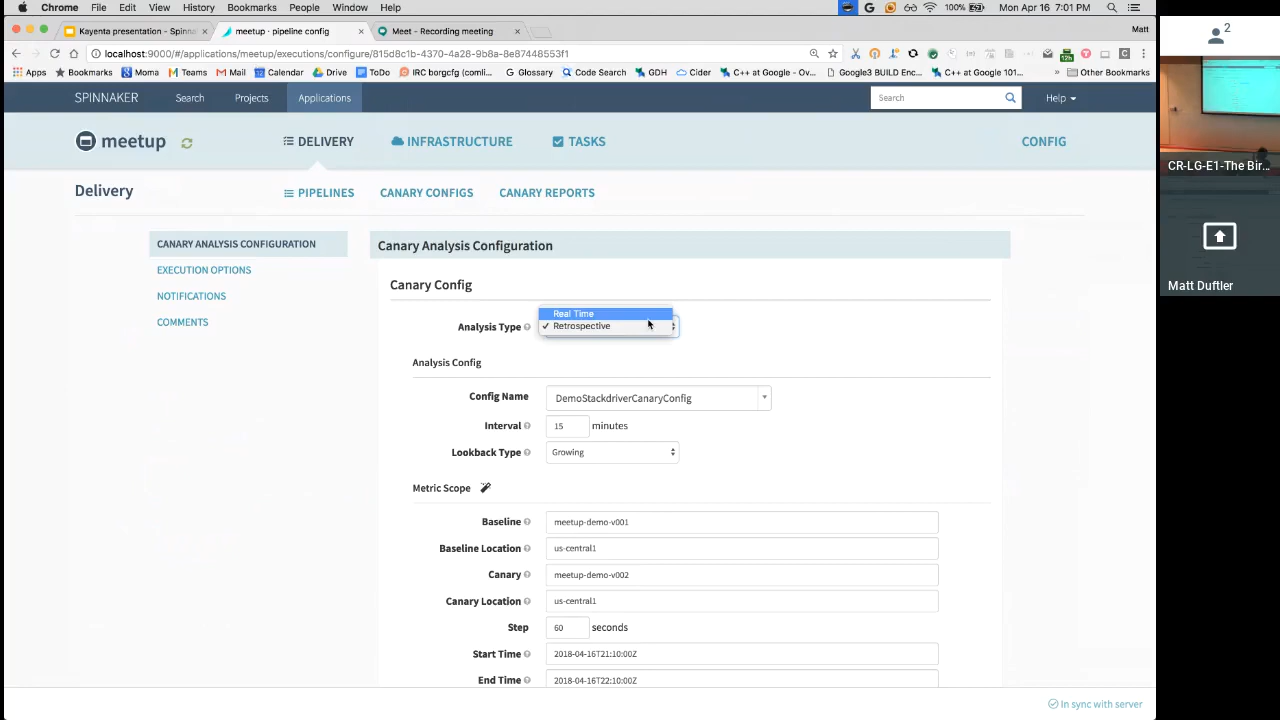 Chrome File Edit View History Bookmarks People Window Help 100% Mon Apr 16 7:01 PM
Kayenta presentation - Spinna meetup · pipeline config Meet - Recording meeting Matt
localhost:9000/#/applications/meetup/executions/configure/815d8c1b-4370-4a28-9b8a-8e87448553f1
Apps Bookmarks Moma Teams Mail Calendar ToDo IRC borgcfg (comli... Glossary Sookasa GDH Cider C++ at Google - Ov... Google3 BUILD Enc... C++ at Google 101... » Other Bookmarks
SPINNAKER Search Projects Applications Search Help
meetup DELIVERY INFRASTRUCTURE TASKS CONFIG
Delivery PIPELINES CANARY CONFIGS CANARY REPORTS
CANARY ANALYSIS CONFIGURATION
EXECUTION OPTIONS
NOTIFICATIONS
COMMENTS
Canary Analysis Configuration
Canary Config
Analysis Type
Real Time
✓ Retrospective
Analysis Config
Config Name DemoStackdriverCanaryConfig
Interval 15 minutes
Lookback Type Growing
Metric Scope
Baseline meetup-demo-v001
Baseline Location us-central1
Canary meetup-demo-v002
Canary Location us-central1
Step 60 seconds
Start Time 2018-04-16T21:10:00Z
End Time 2018-04-16T22:10:00Z
In sync with server
2
CR-LG-E1-The Bir...
Matt Duftler